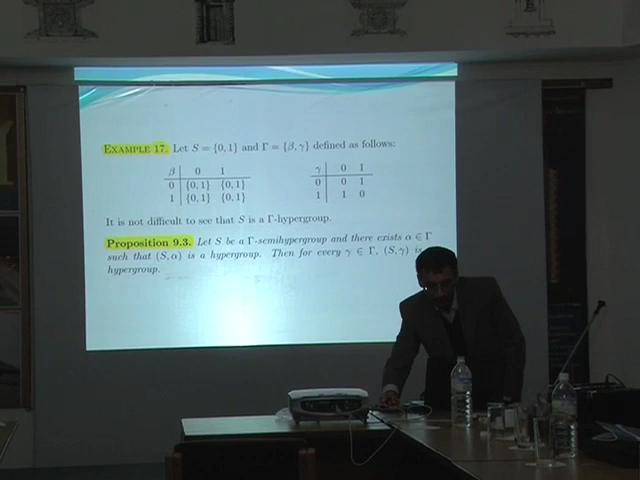 EXAMPLE 17. Let S = {0, 1} and Γ = {β, γ} defined as follows:
β 0 1
0 {0, 1} {0, 1}
1 {0, 1} {0, 1}
γ 0 1
0 0 1
1 1 0
It is not difficult to see that S is a Γ-hypergroup.
Proposition 9.3. Let S be a Γ-semihypergroup and there exists α ∈ Γ
such that (S, α) is a hypergroup. Then for every γ ∈ Γ, (S, γ) is
hypergroup.